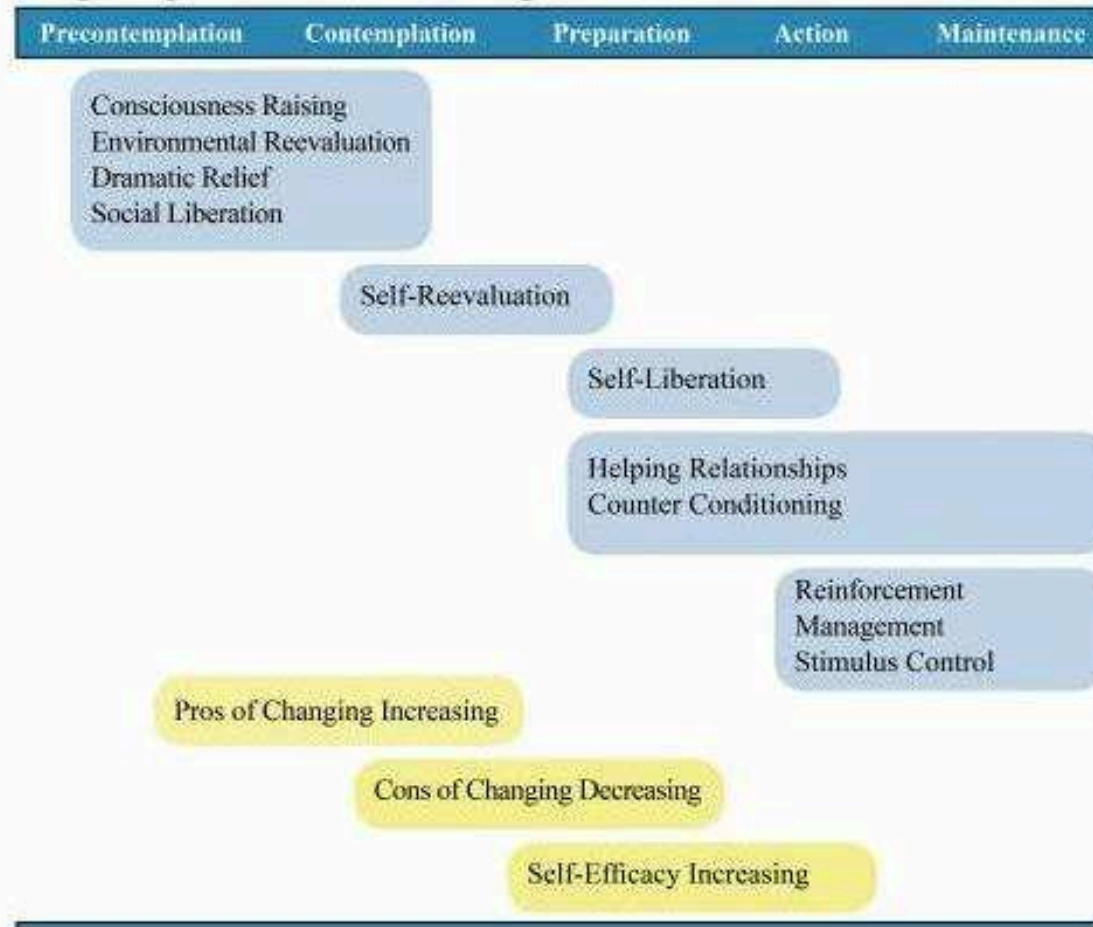 Precontemplation Contemplation Preparation Action Maintenance
Consciousness Raising
Environmental Reevaluation
Dramatic Relief
Social Liberation
Self-Reevaluation
Self-Liberation
Helping Relationships
Counter Conditioning
Reinforcement
Management
Stimulus Control
Pros of Changing Increasing
Cons of Changing Decreasing
Self-Efficacy Increasing